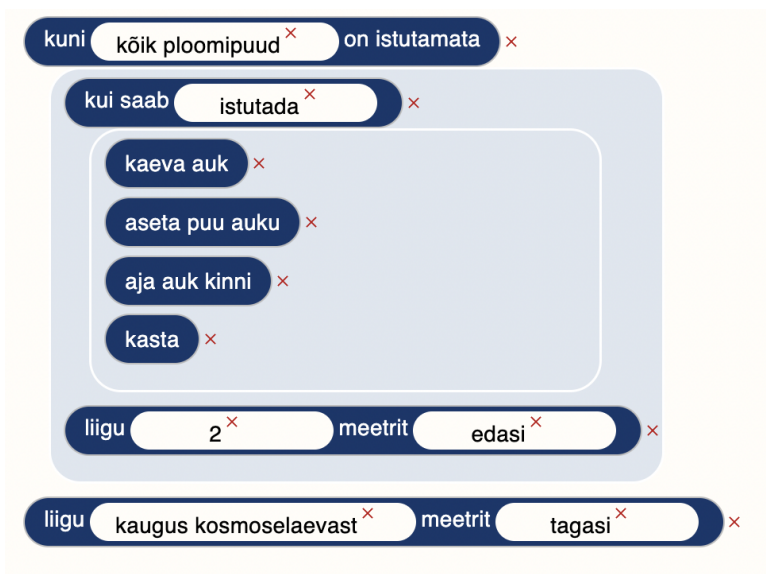 kuni kõik ploomipuud × on istutamata ×
kui saab istutada × ×
kaeva auk ×
aseta puu auku ×
aja auk kinni ×
kasta ×
liigu 2 × meetrit edasi × ×
liigu kaugus kosmoselaevast × meetrit tagasi × ×